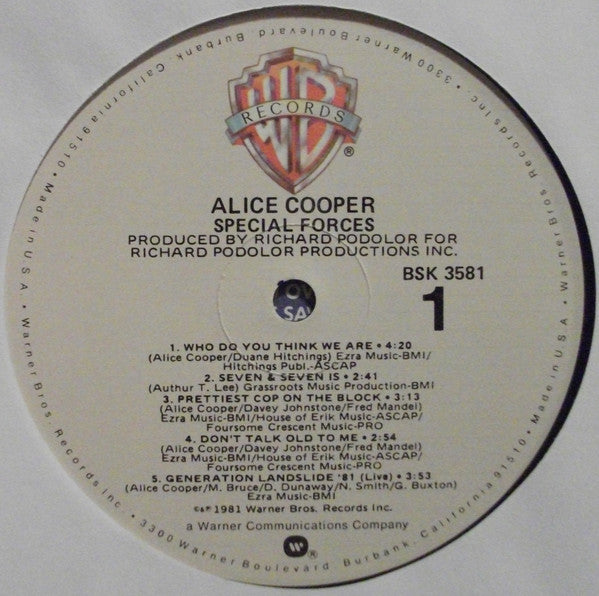 3300 Warner Boulevard, Burbank, California 91510 • Made in U.S.A. • Warner Bros. Records Inc. • 3300 Warner Boulevard, Burbank, California 91510 • Made in U.S.A. • Warner Bros. Records Inc. •
WB
RECORDS
®
ALICE COOPER
SPECIAL FORCES
PRODUCED BY RICHARD PODOLOR FOR
RICHARD PODOLOR PRODUCTIONS INC.
BSK 3581
1
SA
1. WHO DO YOU THINK WE ARE • 4:20
(Alice Cooper/Duane Hitchings) Ezra Music-BMI/
Hitchings Publ.-ASCAP
2. SEVEN & SEVEN IS • 2:41
(Authur T. Lee) Grassroots Music Production-BMI
3. PRETTIEST COP ON THE BLOCK • 3:13
(Alice Cooper/Davey Johnstone/Fred Mandel)
Ezra Music-BMI/House of Erik Music-ASCAP/
Foursome Crescent Music-PRO
4. DON'T TALK OLD TO ME • 2:54
(Alice Cooper/Davey Johnstone/Fred Mandel)
Ezra Music-BMI/House of Erik Music-ASCAP/
Foursome Crescent Music-PRO
5. GENERATION LANDSLIDE '81 (Live) • 3:53
(Alice Cooper/M. Bruce/D. Dunaway/N. Smith/G. Buxton)
Ezra Music-BMI
©&℗ 1981 Warner Bros. Records Inc.
a Warner Communications Company
W ®